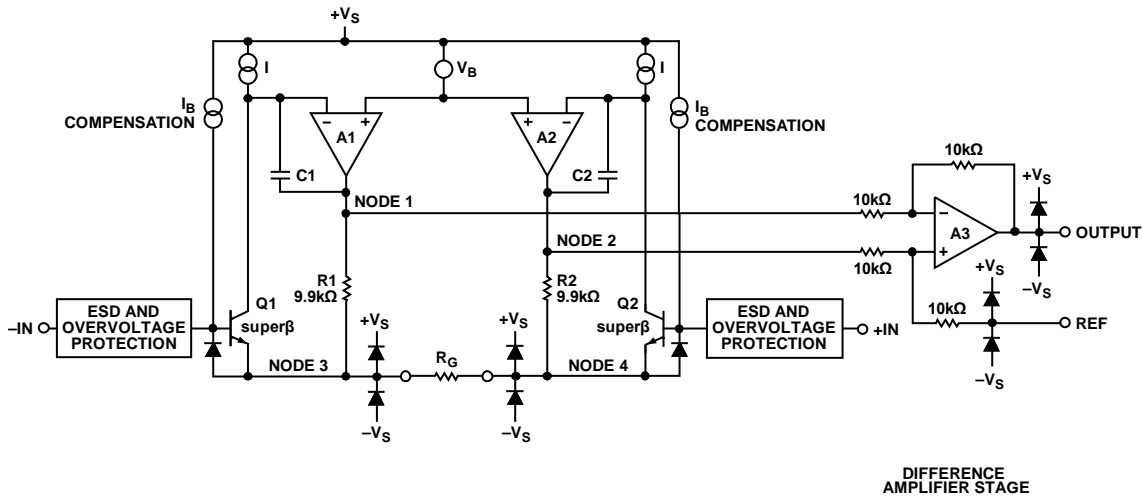 +VS
I
VB
I
IB
COMPENSATION
IB
COMPENSATION
− +
A1
+ −
A2
C1
C2
NODE 1
NODE 2
10kΩ
10kΩ
10kΩ
−
A3
+
+VS
OUTPUT
−VS
R1
9.9kΩ
R2
9.9kΩ
10kΩ
+VS
REF
−VS
–IN
ESD AND
OVERVOLTAGE
PROTECTION
Q1
superβ
Q2
superβ
ESD AND
OVERVOLTAGE
PROTECTION
+IN
+VS
+VS
NODE 3
RG
NODE 4
−VS
−VS
DIFFERENCE
AMPLIFIER STAGE